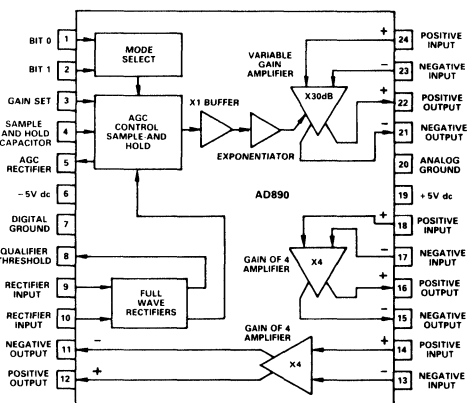 BIT 0 1
BIT 1 2
GAIN SET 3
SAMPLE
AND HOLD 4
CAPACITOR
AGC
RECTIFIER 5
-5V dc 6
DIGITAL
GROUND 7
QUALIFIER
THRESHOLD 8
RECTIFIER
INPUT 9
RECTIFIER
INPUT 10
NEGATIVE
OUTPUT 11
POSITIVE
OUTPUT 12
MODE
SELECT
AGC
CONTROL
SAMPLE-AND
HOLD
X1 BUFFER
EXPONENTIATOR
VARIABLE
GAIN
AMPLIFIER
X30dB
AD890
GAIN OF 4
AMPLIFIER
X4
FULL
WAVE
RECTIFIERS
GAIN OF 4
AMPLIFIER
X4
- +
+ 24 POSITIVE
INPUT
- 23 NEGATIVE
INPUT
+ 22 POSITIVE
OUTPUT
- 21 NEGATIVE
OUTPUT
20 ANALOG
GROUND
19 +5V dc
+ 18 POSITIVE
INPUT
- 17 NEGATIVE
INPUT
+ 16 POSITIVE
OUTPUT
- 15 NEGATIVE
OUTPUT
+ 14 POSITIVE
INPUT
- 13 NEGATIVE
INPUT